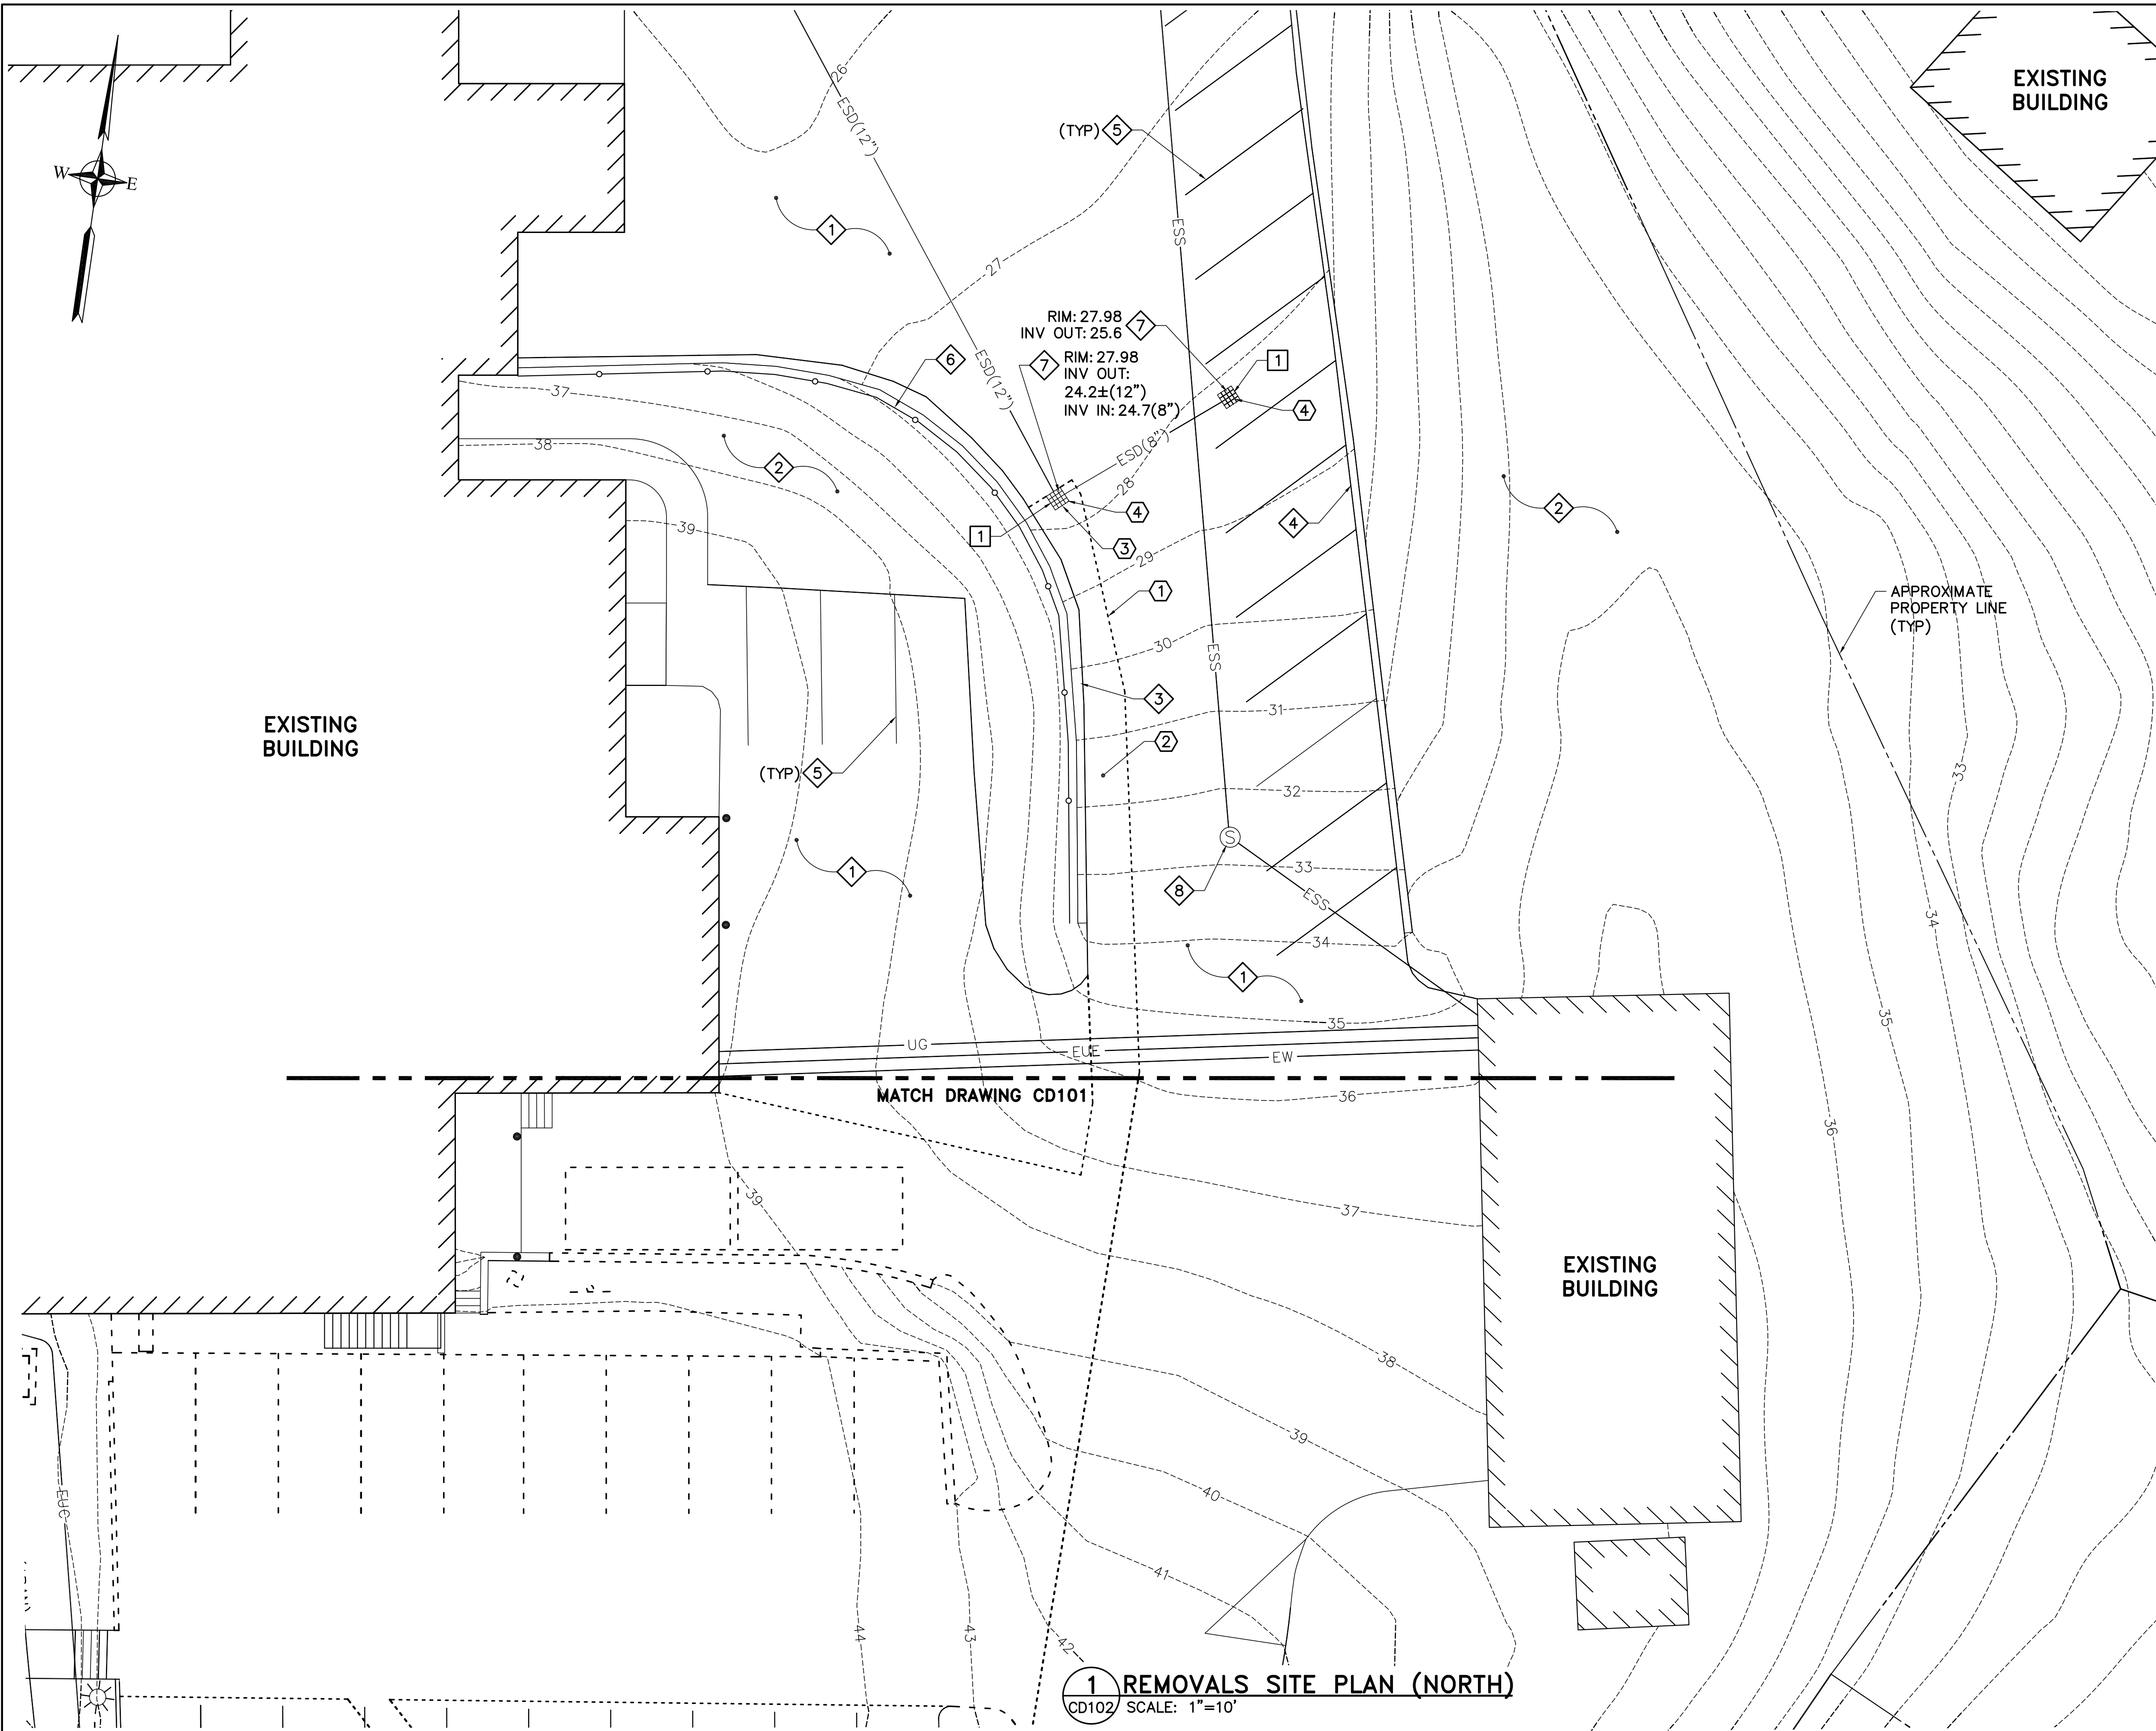 EXISTING
BUILDING
W
E
26
ESD(12")
(TYP) 5
1
ESS
27
RIM: 27.98
INV OUT: 25.6
7
7
RIM: 27.98
INV OUT:
24.2±(12")
INV IN: 24.7(8")
1
6
ESD(12")
4
37
38
2
ESD(8")
28
4
1
3
4
2
39
29
1
APPROXIMATE
PROPERTY LINE
(TYP)
30
ESS
3
31
2
EXISTING
BUILDING
(TYP) 5
32
33
S
1
33
8
ESS
34
34
1
35
35
UG
EUE
EW
MATCH DRAWING CD101
36
36
39
37
EXISTING
BUILDING
38
39
40
EUC
41
44
43
42
1
CD102
REMOVALS SITE PLAN (NORTH)
SCALE: 1"=10'